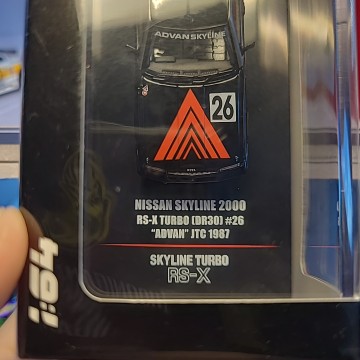 ADVAN SKYLINE
26
NISSAN SKYLINE 2000
RS-X TURBO (DR30) #26
"ADVAN" JTC 1987
SKYLINE TURBO
RS-X
1:64